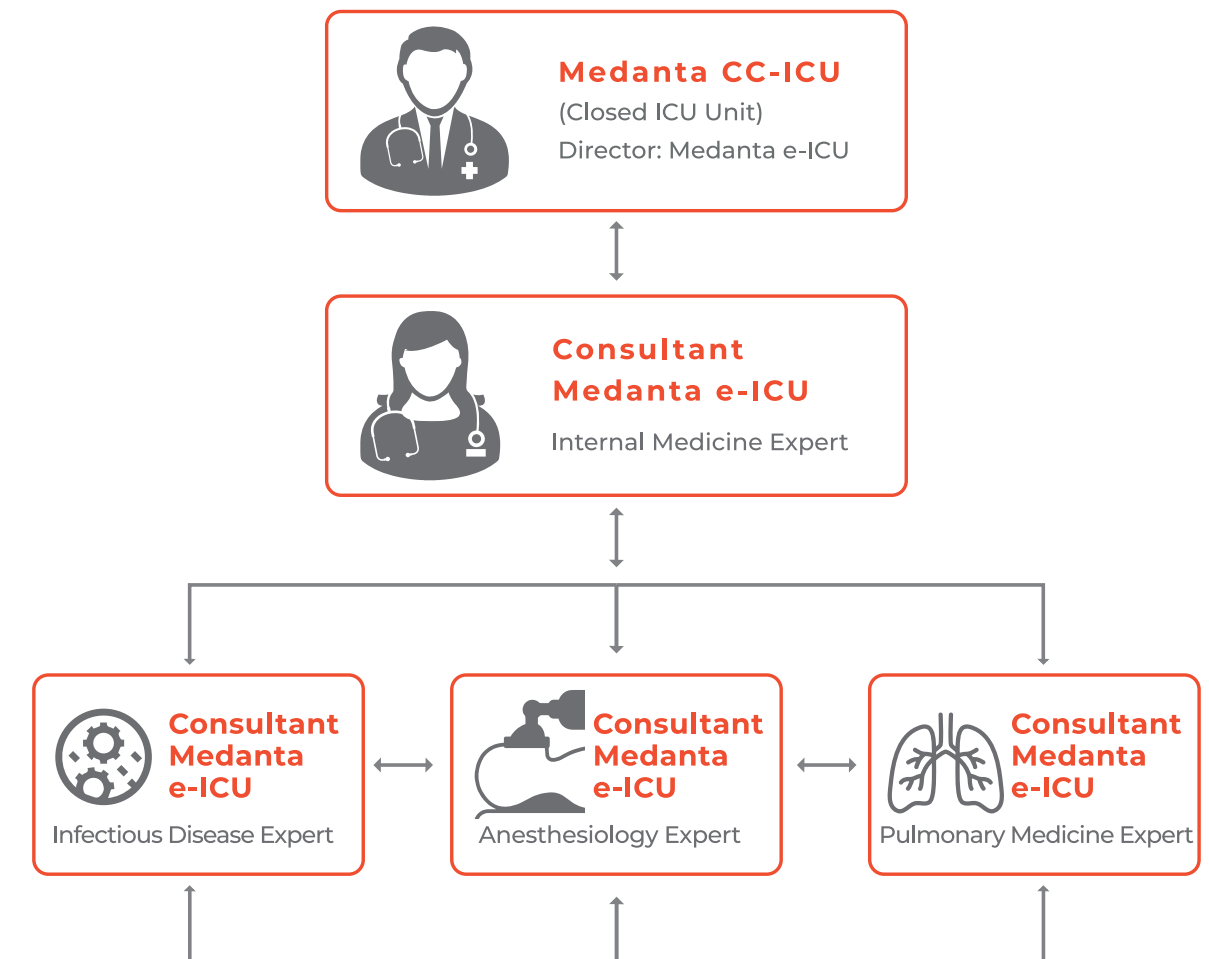 Medanta CC-ICU
(Closed ICU Unit)
Director: Medanta e-ICU
Consultant
Medanta e-ICU
Internal Medicine Expert
Consultant
Medanta
e-ICU
Infectious Disease Expert
Consultant
Medanta
e-ICU
Anesthesiology Expert
Consultant
Medanta
e-ICU
Pulmonary Medicine Expert